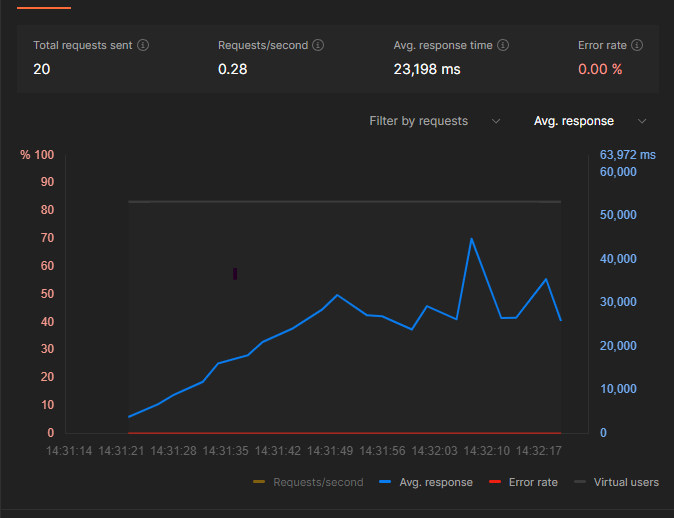 Total requests sent Requests/second Avg. response time Error rate
20 0.28 23,198 ms 0.00 %
Filter by requests Avg. response
% 100 63,972 ms
60,000
90
80 50,000
70
40,000
60
50 30,000
40
20,000
30
20 10,000
10
0 0
14:31:14 14:31:21 14:31:28 14:31:35 14:31:42 14:31:49 14:31:56 14:32:03 14:32:10 14:32:17
Requests/second Avg. response Error rate Virtual users